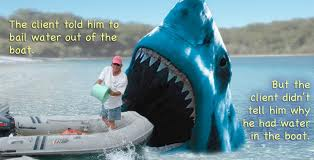 The client told him to
bail water out of the
boat.
But the
client didn't
tell him why
he had water
in the boat.